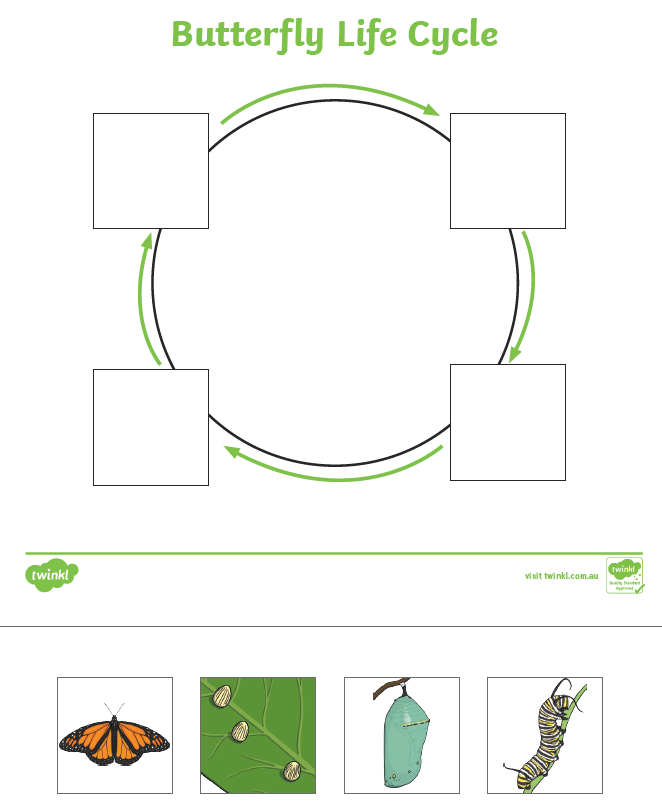 Butterfly Life Cycle
twinkl
visit twinkl.com.au
twinkl
Quality Standard
Approved